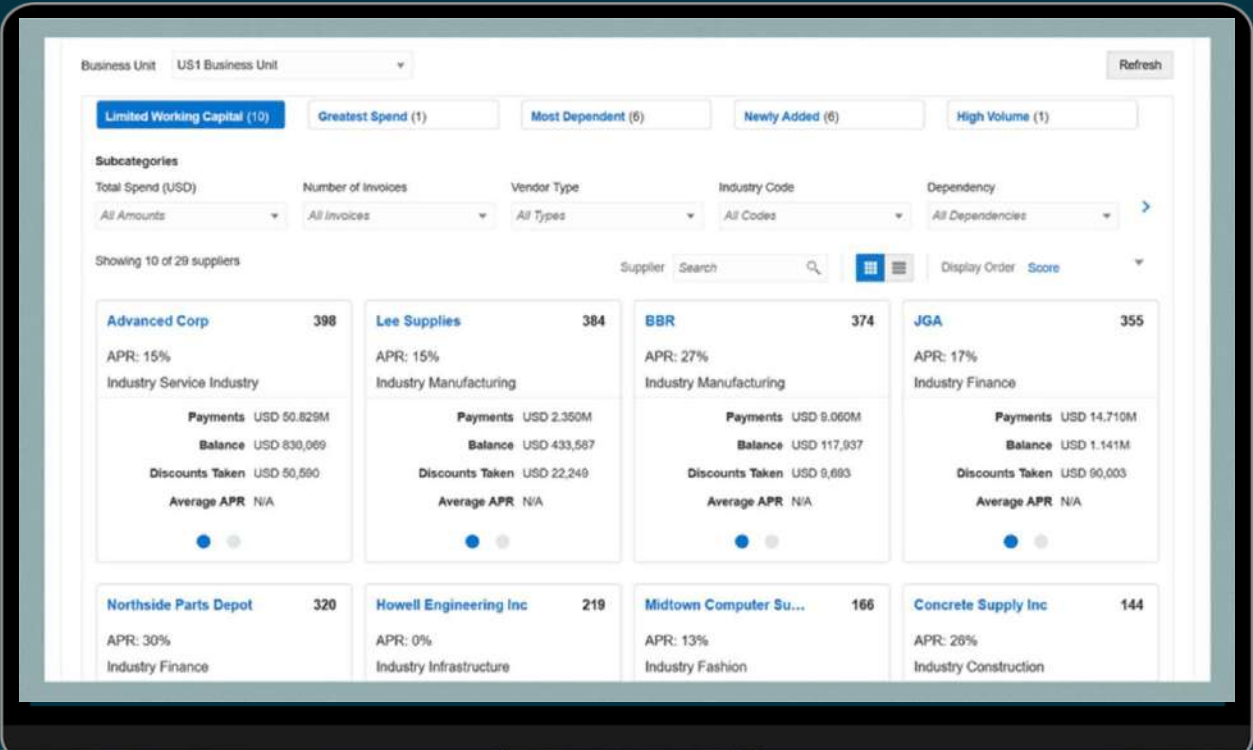 Business Unit US1 Business Unit Refresh
Limited Working Capital (10) Greatest Spend (1) Most Dependent (6) Newly Added (6) High Volume (1)
Subcategories
Total Spend (USD) Number of Invoices Vendor Type Industry Code Dependency
All Amounts All Invoices All Types All Codes All Dependencies
Showing 10 of 29 suppliers Supplier Search Display Order Score
Advanced Corp 398 Lee Supplies 384 BBR 374 JGA 355
APR: 15% APR: 15% APR: 27% APR: 17%
Industry Service Industry Industry Manufacturing Industry Manufacturing Industry Finance
Payments USD 50.829M Payments USD 2.350M Payments USD 9.060M Payments USD 14.710M
Balance USD 830,069 Balance USD 433,587 Balance USD 117,937 Balance USD 1.141M
Discounts Taken USD 50,590 Discounts Taken USD 22,249 Discounts Taken USD 9,693 Discounts Taken USD 90,003
Average APR N/A Average APR N/A Average APR N/A Average APR N/A
Northside Parts Depot 320 Howell Engineering Inc 219 Midtown Computer Su... 166 Concrete Supply Inc 144
APR: 30% APR: 0% APR: 13% APR: 26%
Industry Finance Industry Infrastructure Industry Fashion Industry Construction